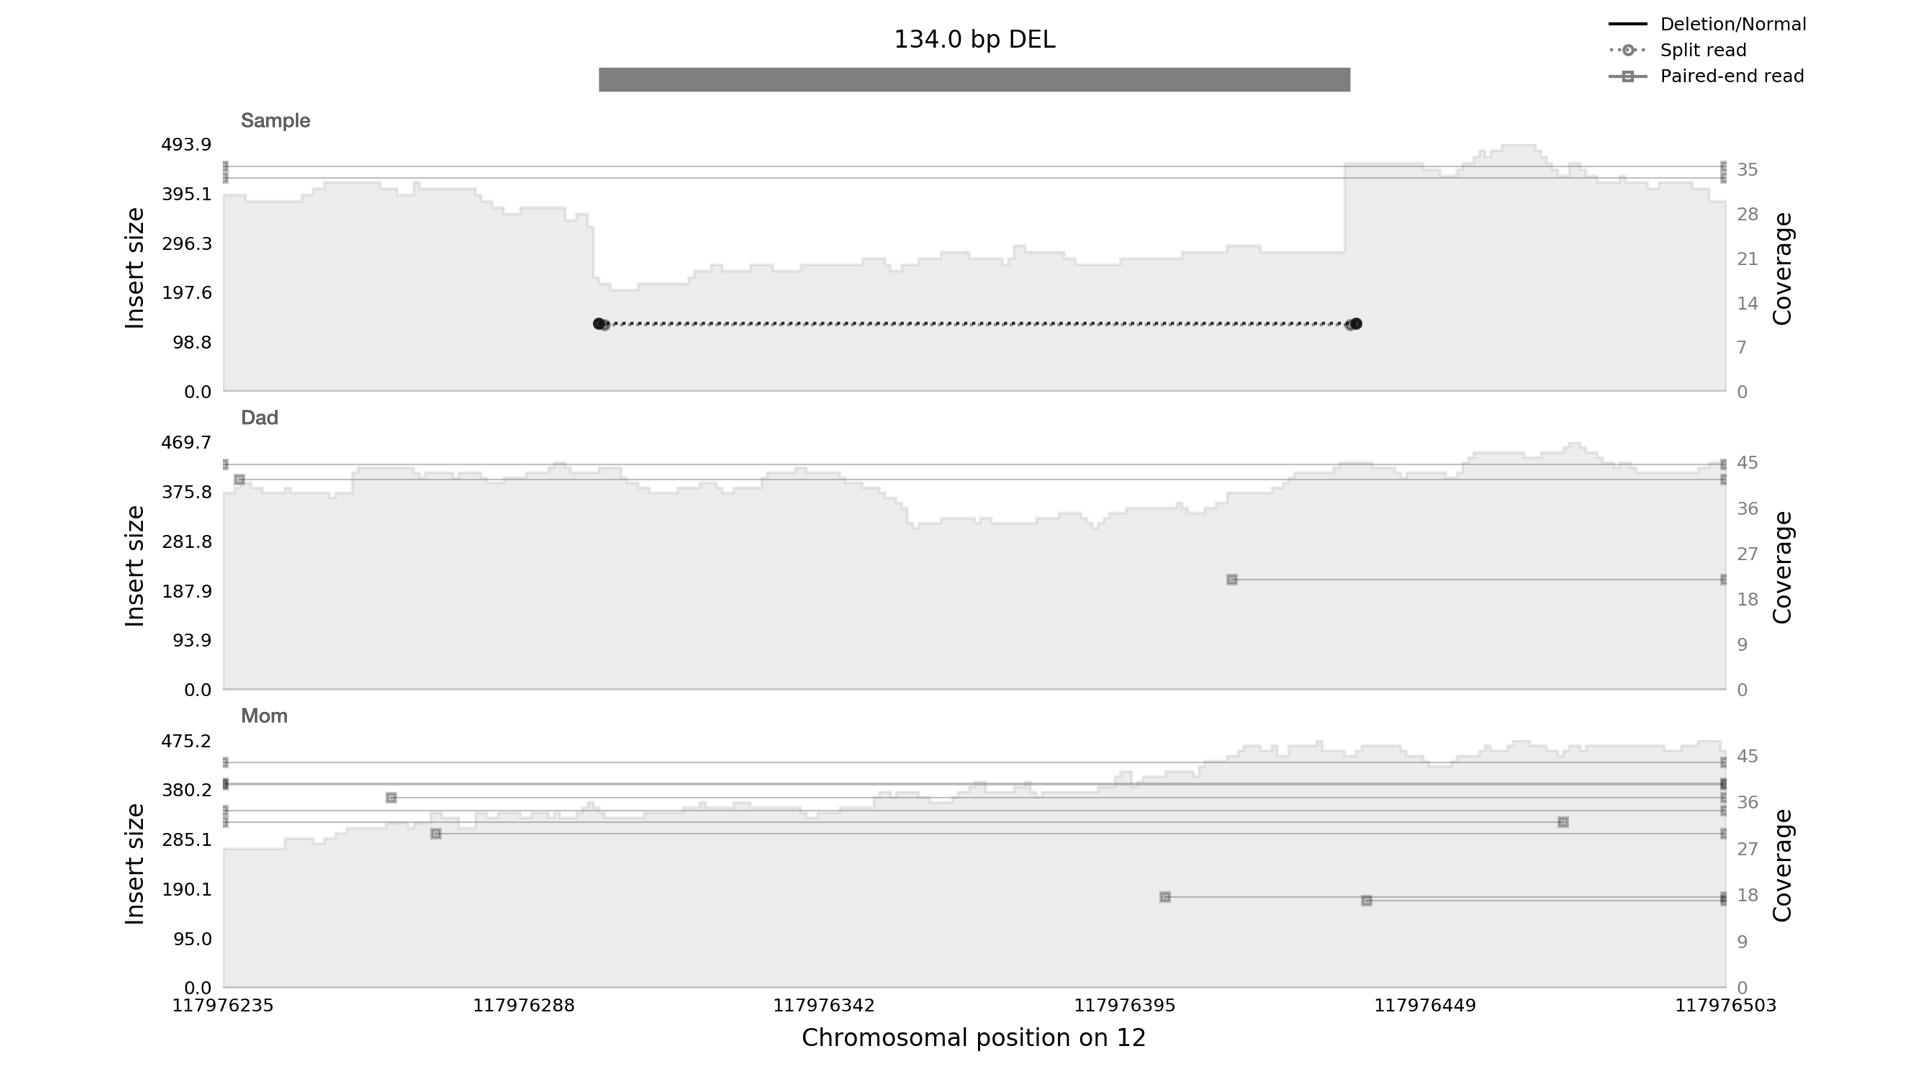 134.0 bp DEL
Deletion/Normal
Split read
Paired-end read
Sample
493.9
395.1
296.3
197.6
98.8
0.0
Insert size
35
28
21
14
7
0
Coverage
Dad
469.7
375.8
281.8
187.9
93.9
0.0
Insert size
45
36
27
18
9
0
Coverage
Mom
475.2
380.2
285.1
190.1
95.0
0.0
Insert size
45
36
27
18
9
0
Coverage
117976235 117976288 117976342 117976395 117976449 117976503
Chromosomal position on 12